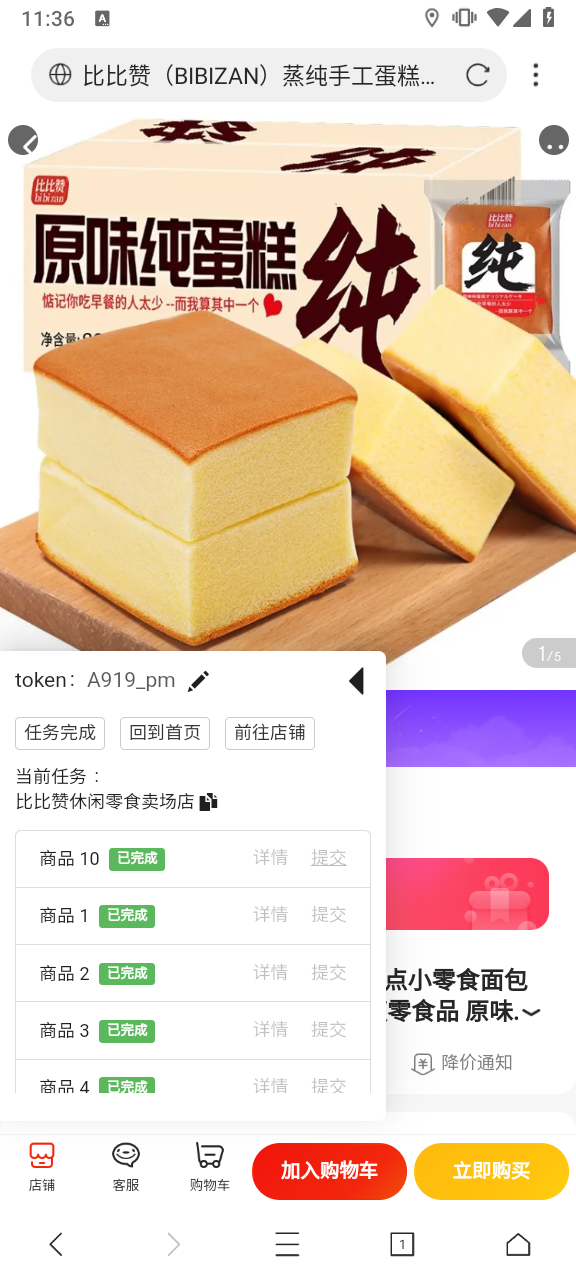 11:36
A
比比赞（BIBIZAN）蒸纯手工蛋糕...
比比赞
bibizan
原味纯蛋糕
纯
惦记你吃早餐的人太少 --而我算其中一个
净含量:
比比赞
bibizan
纯
1/5
token： A919_pm
任务完成
回到首页
前往店铺
当前任务：
比比赞休闲零食卖场店
商品 10 已完成 详情 提交
商品 1 已完成 详情 提交
商品 2 已完成 详情 提交
商品 3 已完成 详情 提交
商品 4 已完成 详情 提交
点小零食面包
零食品 原味.
降价通知
店铺
客服
购物车
加入购物车
立即购买
1